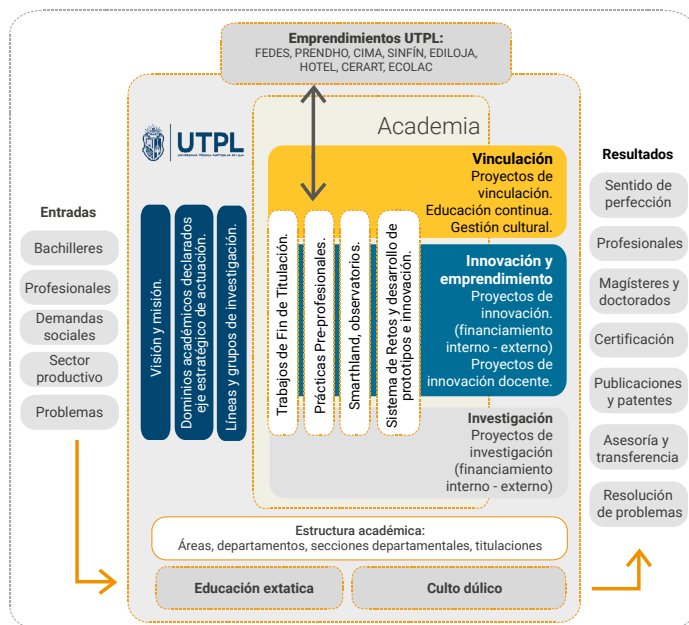 Emprendimientos UTPL:
FEDES, PRENDHO, CIMA, SINFÍN, EDILOJA,
HOTEL, CERART, ECOLAC
UTPL
Academia
Entradas
Bachilleres
Profesionales
Demandas
sociales
Sector
productivo
Problemas
Visión y misión.
Dominios académicos declarados
eje estratégico de actuación.
Líneas y grupos de investigación.
Trabajos de Fin de Titulación.
Prácticas Pre-profesionales.
Smarthland, observatorios.
Sistema de Retos y desarrollo de
prototipos e innovación.
Vinculación
Proyectos de
vinculación.
Educación continua.
Gestión cultural.
Innovación y
emprendimiento
Proyectos de
innovación.
(financiamiento
interno - externo)
Proyectos de
innovación docente.
Investigación
Proyectos de
investigación
(financiamiento
interno - externo)
Estructura académica:
Áreas, departamentos, secciones departamentales, titulaciones
Educación extatica
Culto dúlico
Resultados
Sentido de
perfección
Profesionales
Magísteres y
doctorados
Certificación
Publicaciones
y patentes
Asesoría y
transferencia
Resolución
de problemas